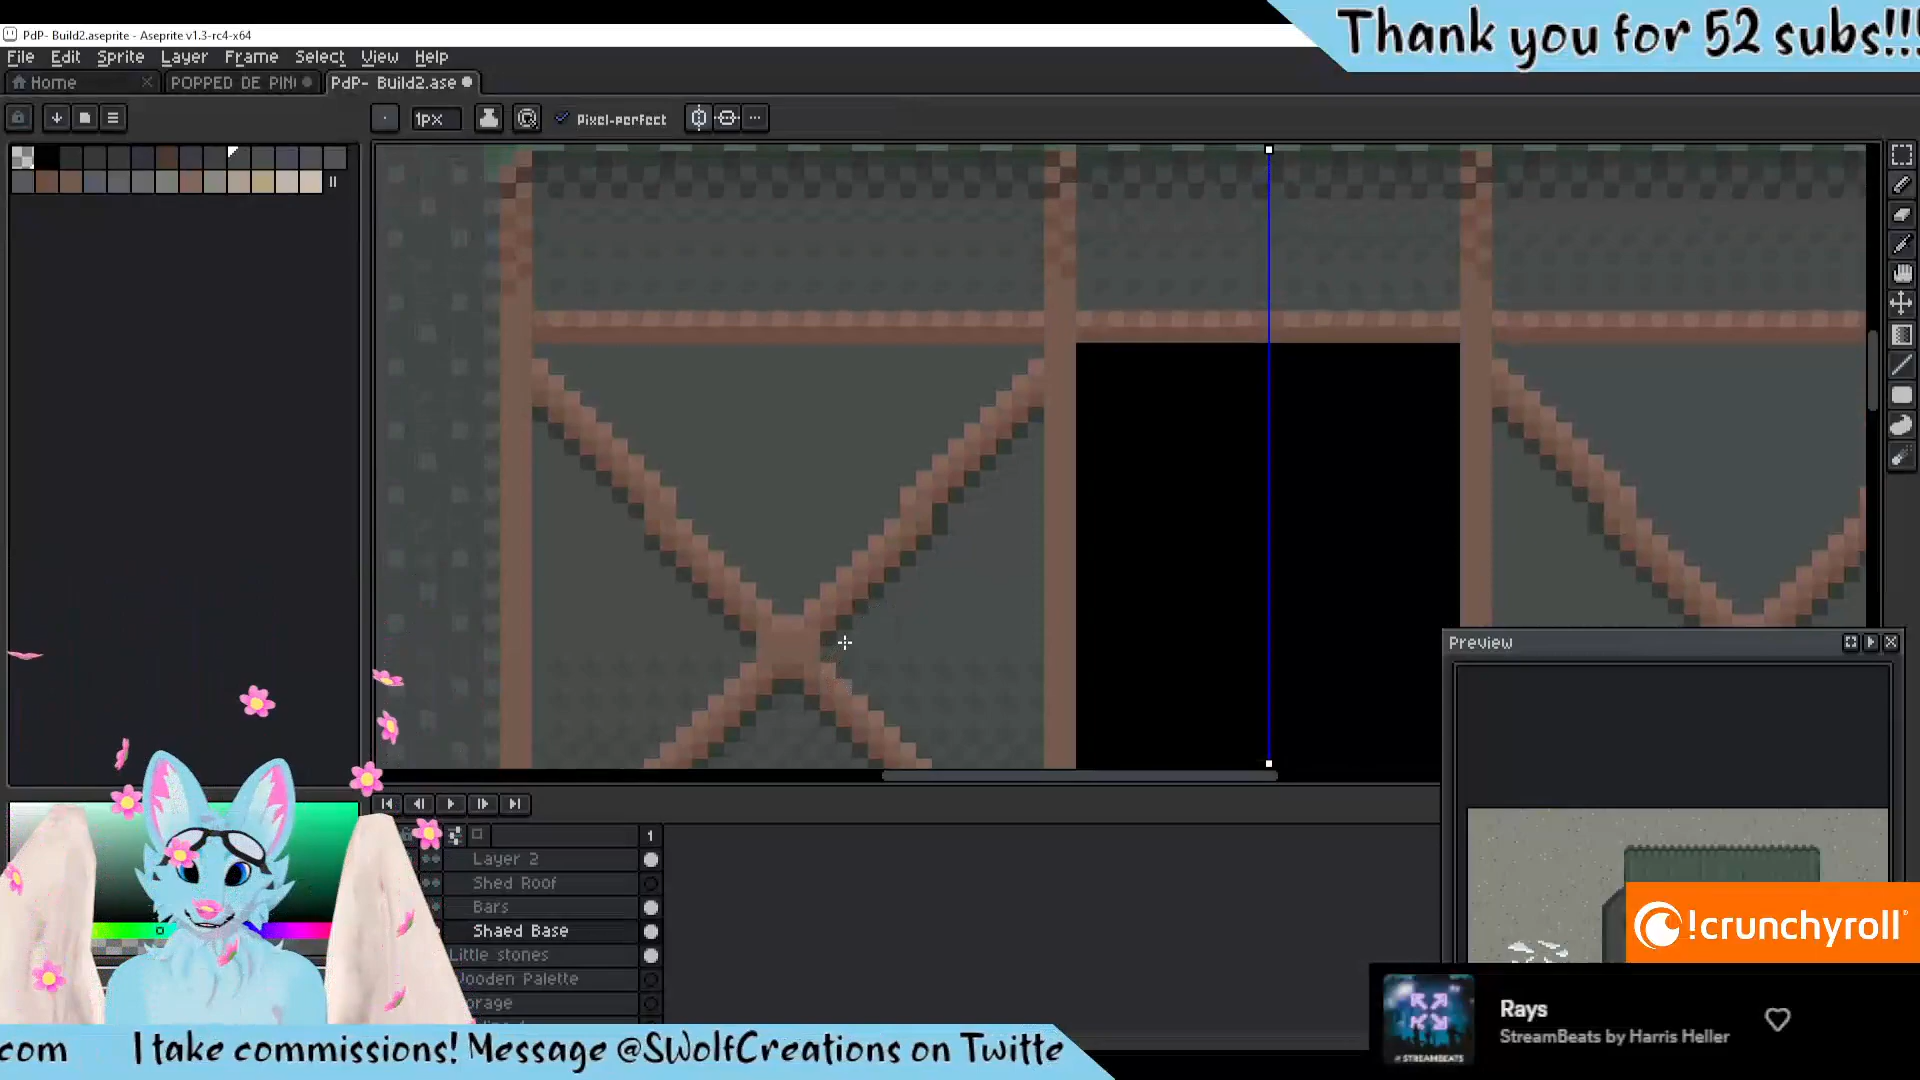 PdP- Build2.aseprite - Aseprite v1.3-rc4-x64
Thank you for 52 subs!!!
File Edit Sprite Layer Frame Select View Help
Home POPPED DE PIN PdP- Build2.ase
1px Pixel-perfect
Preview
1
Layer 2
Shed Roof
Bars
Shaed Base
Little stones
ooden Palette
orage
!crunchyroll
Rays
StreamBeats by Harris Heller
# STREAMBEATS
com I take commissions! Message @SWolfCreations on Twitte